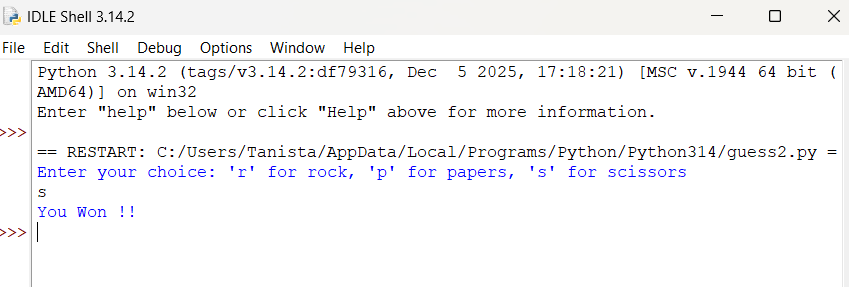 IDLE Shell 3.14.2
File Edit Shell Debug Options Window Help
Python 3.14.2 (tags/v3.14.2:df79316, Dec  5 2025, 17:18:21) [MSC v.1944 64 bit (
AMD64)] on win32
Enter "help" below or click "Help" above for more information.
>>>
== RESTART: C:/Users/Tanista/AppData/Local/Programs/Python/Python314/guess2.py =
Enter your choice: 'r' for rock, 'p' for papers, 's' for scissors
s
You Won !!
>>>